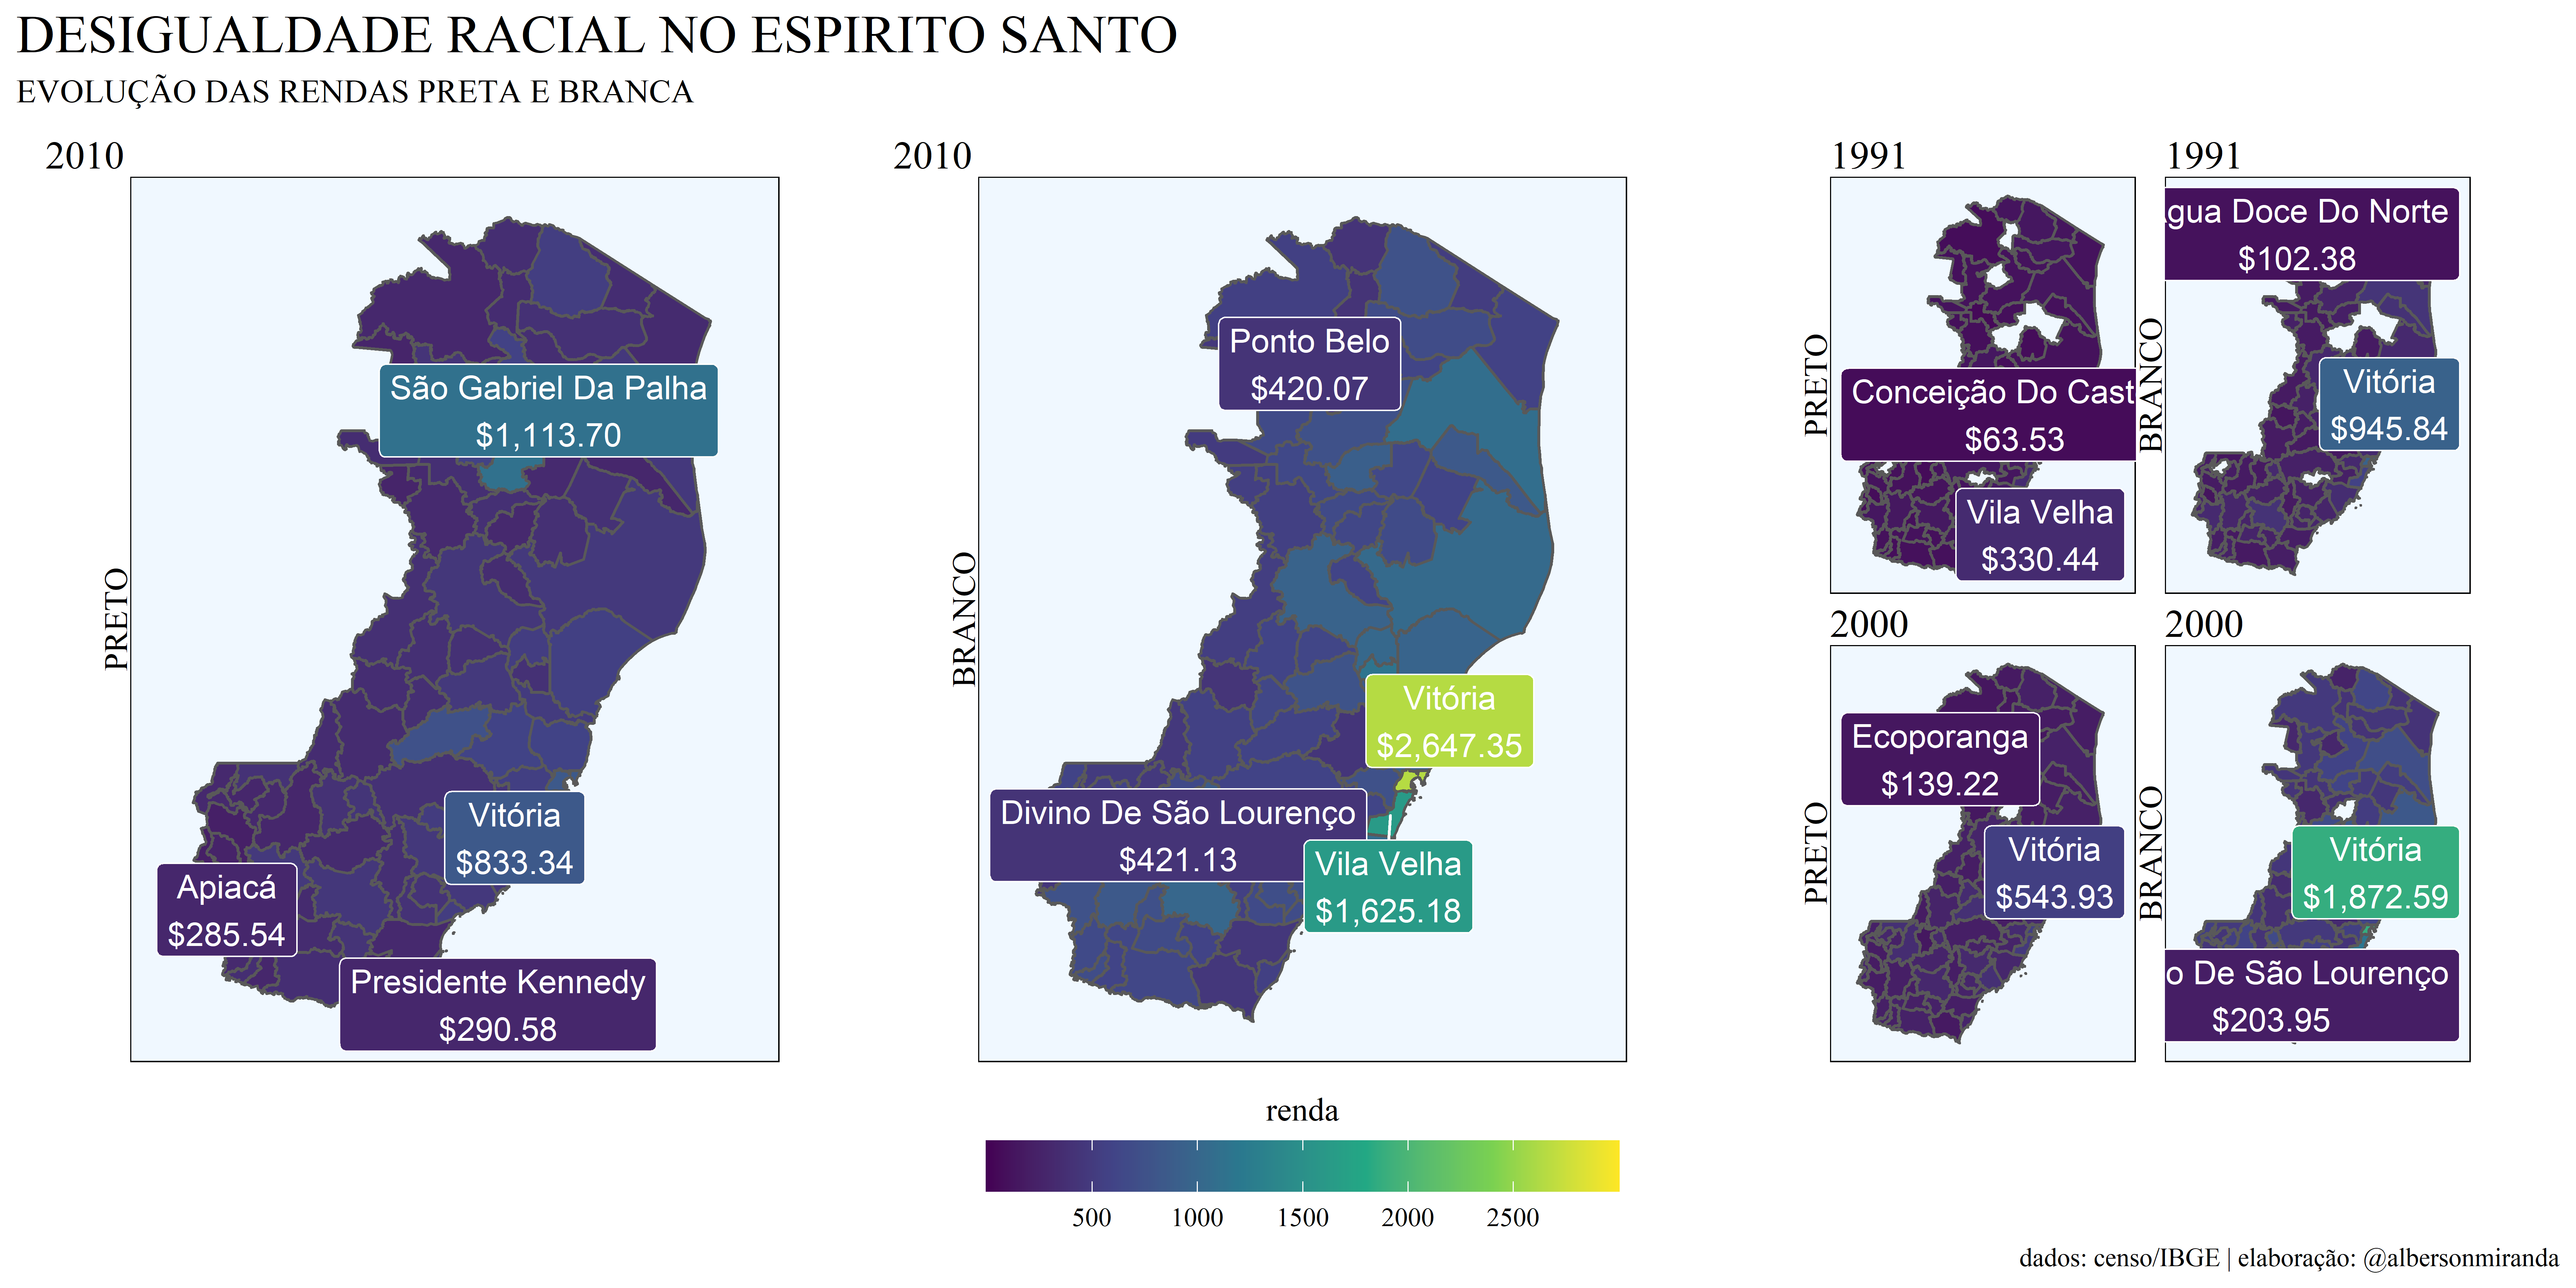 DESIGUALDADE RACIAL NO ESPIRITO SANTO
EVOLUÇÃO DAS RENDAS PRETA E BRANCA
2010
PRETO
São Gabriel Da Palha
$1,113.70
Vitória
$833.34
Apiacá
$285.54
Presidente Kennedy
$290.58
2010
BRANCO
Ponto Belo
$420.07
Vitória
$2,647.35
Divino De São Lourenço
$421.13
Vila Velha
$1,625.18
1991
PRETO
Conceição Do Cast
$63.53
Vila Velha
$330.44
1991
BRANCO
gua Doce Do Norte
$102.38
Vitória
$945.84
2000
PRETO
Ecoporanga
$139.22
Vitória
$543.93
2000
BRANCO
Vitória
$1,872.59
o De São Lourenço
$203.95
renda
500 1000 1500 2000 2500
dados: censo/IBGE | elaboração: @albersonmiranda